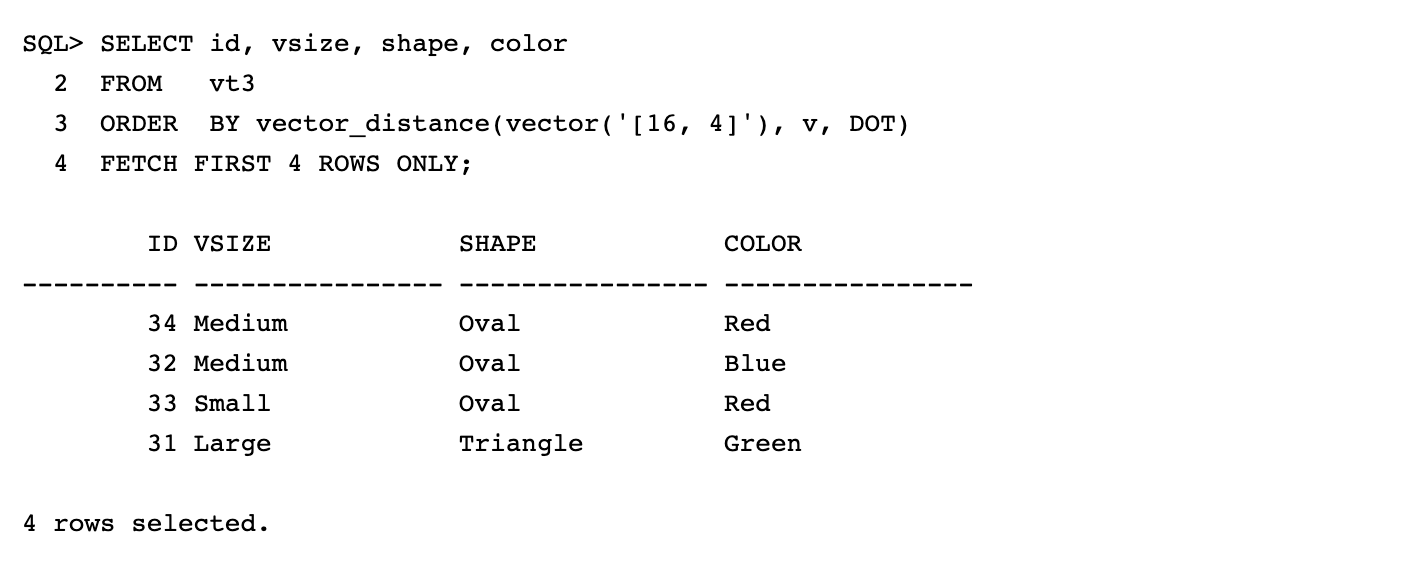 SQL> SELECT id, vsize, shape, color
  2  FROM   vt3
  3  ORDER  BY vector_distance(vector('[16, 4]'), v, DOT)
  4  FETCH FIRST 4 ROWS ONLY;

        ID VSIZE            SHAPE            COLOR
---------- ---------------- ---------------- ----------------
        34 Medium           Oval             Red
        32 Medium           Oval             Blue
        33 Small            Oval             Red
        31 Large            Triangle         Green

4 rows selected.